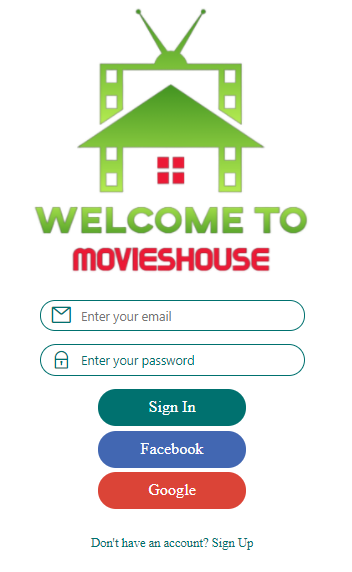 WELCOME TO
MOVIESHOUSE
Enter your email
Enter your password
Sign In
Facebook
Google
Don't have an account? Sign Up